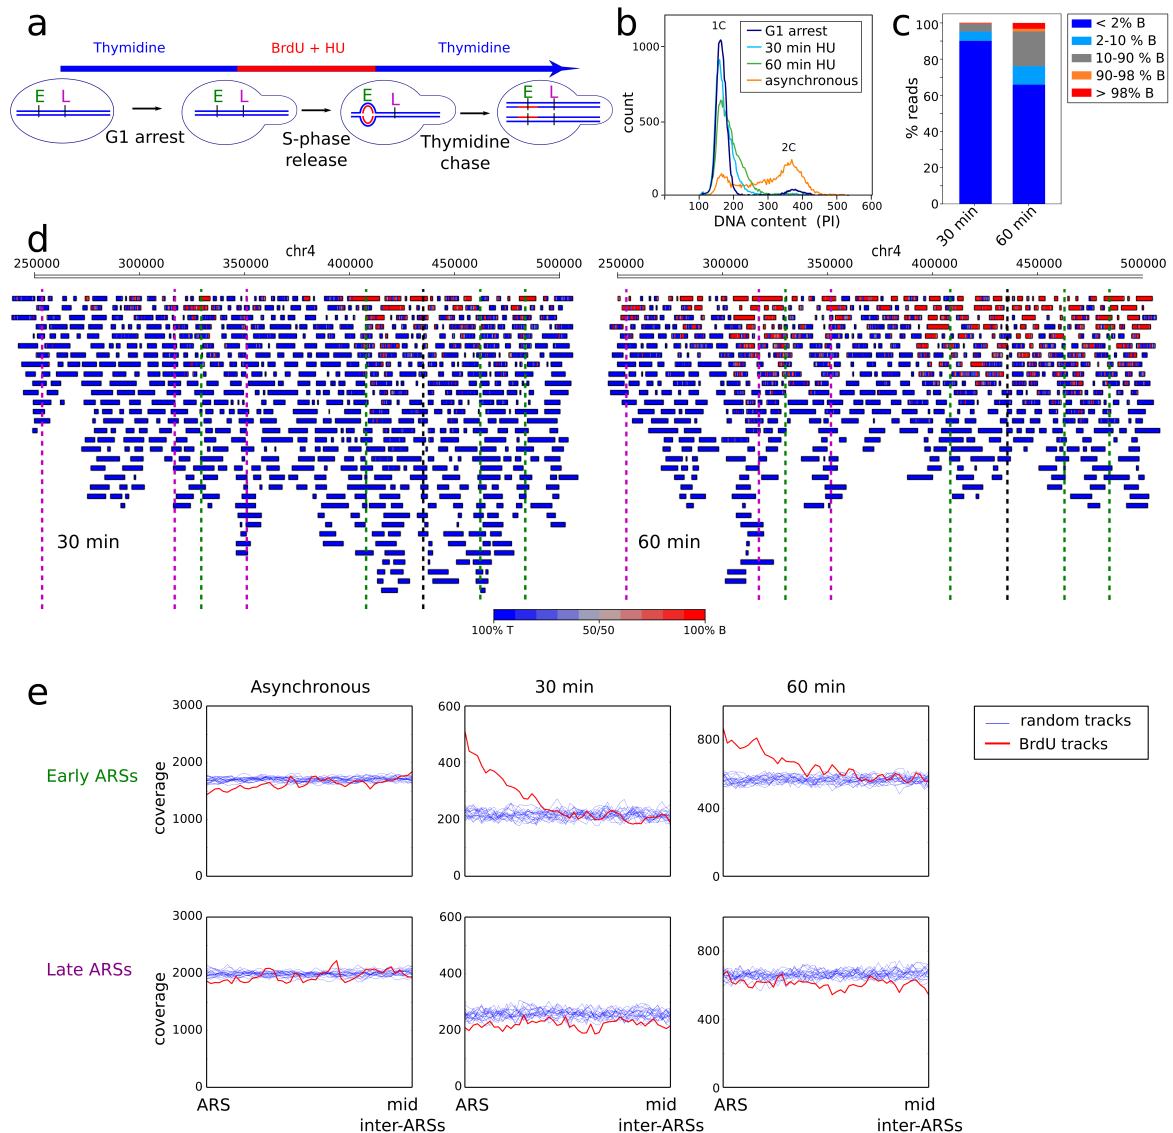 a
Thymidine
BrdU + HU
Thymidine
E L
E L
E L
E L
G1 arrest
S-phase
release
Thymidine
chase
b
1C
2C
G1 arrest
30 min HU
60 min HU
asynchronous
count
1000
500
0
100 200 300 400 500 600
DNA content (PI)
c
% reads
100
80
60
40
20
0
30 min
60 min
< 2% B
2-10 % B
10-90 % B
90-98 % B
> 98% B
d
chr4
250000 300000 350000 400000 450000 500000
30 min
chr4
250000 300000 350000 400000 450000 500000
60 min
100% T 50/50 100% B
e
Asynchronous
30 min
60 min
random tracks
BrdU tracks
Early ARSs
coverage
3000
2000
1000
0
600
400
200
0
800
400
0
Late ARSs
coverage
3000
2000
1000
0
600
400
200
0
800
400
0
ARS
mid
inter-ARSs
ARS
mid
inter-ARSs
ARS
mid
inter-ARSs